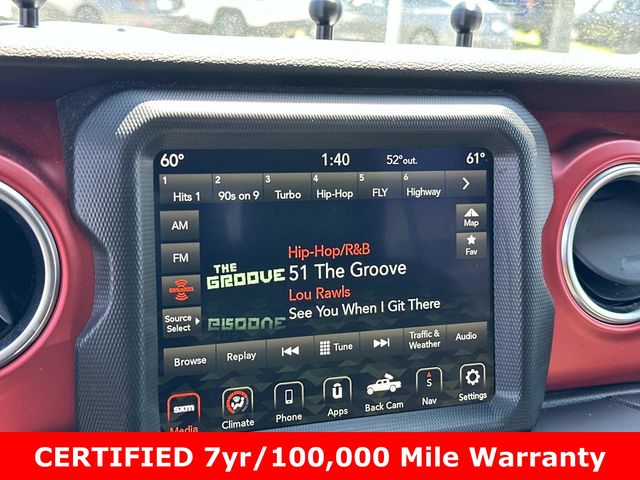 60° 1:40 52° out. 61°
1 2 3 4 5 6
Hits 1 90s on 9 Turbo Hip-Hop FLY Highway
AM
FM
siriusxm
Source
Select
Map
Fav
Hip-Hop/R&B
THE
GROOVE
51 The Groove
Lou Rawls
See You When I Git There
Browse Replay Tune Traffic &
Weather Audio
sxm U S
Media Climate Phone Apps Back Cam Nav Settings
CERTIFIED 7yr/100,000 Mile Warranty